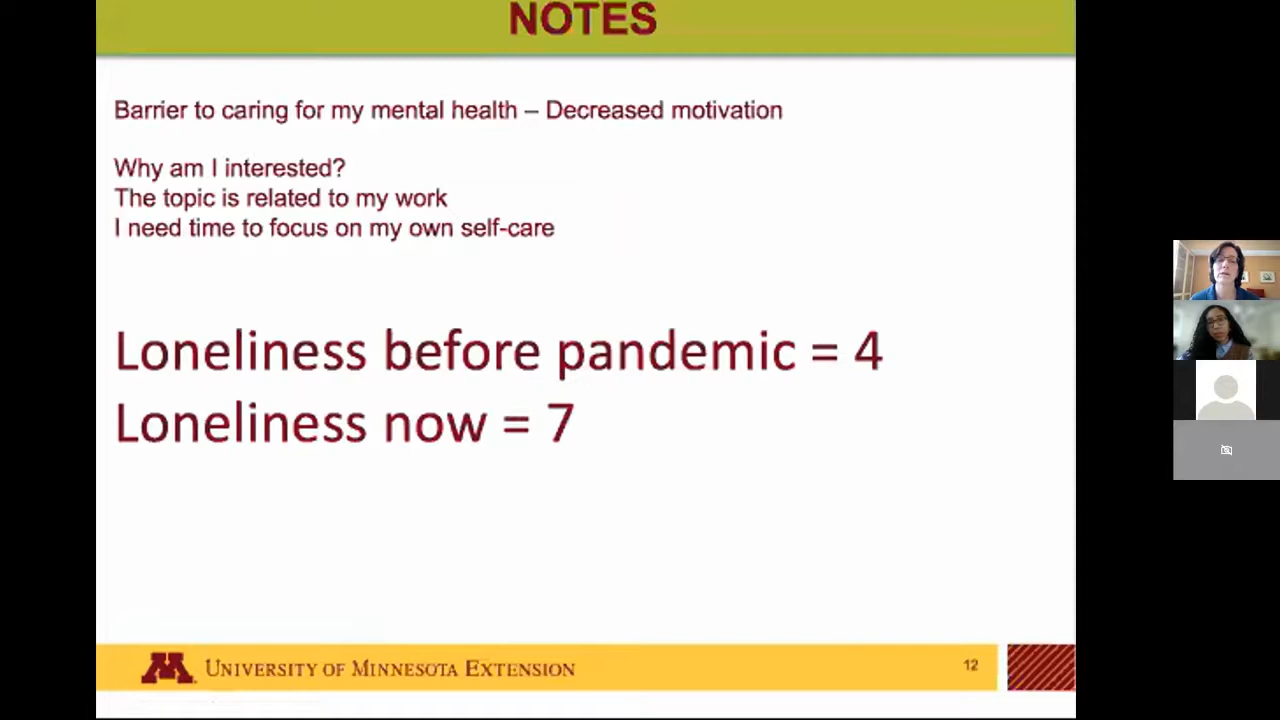 NOTES
Barrier to caring for my mental health – Decreased motivation
Why am I interested?
The topic is related to my work
I need time to focus on my own self-care
Loneliness before pandemic = 4
Loneliness now = 7
M UNIVERSITY OF MINNESOTA EXTENSION
12